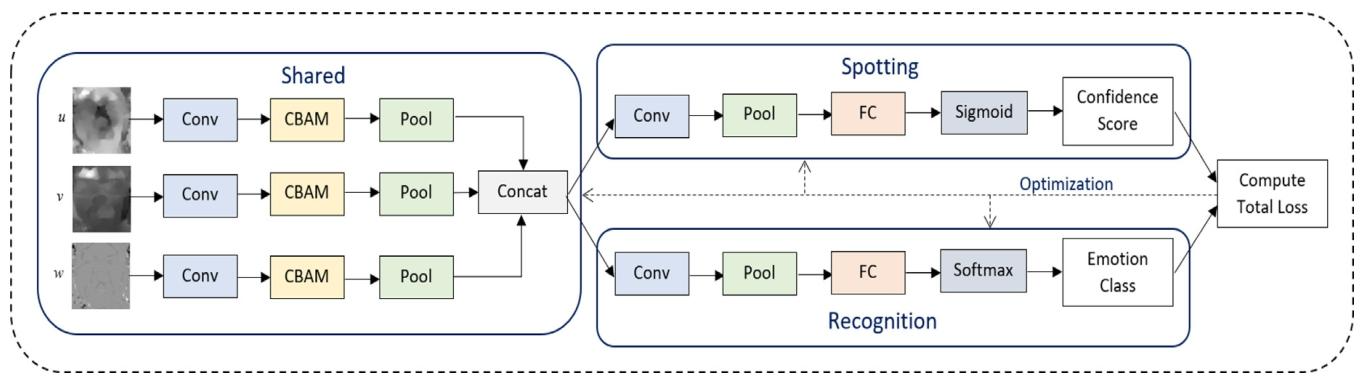 Shared
u
Conv
CBAM
Pool
v
Conv
CBAM
Pool
Concat
w
Conv
CBAM
Pool
Spotting
Conv
Pool
FC
Sigmoid
Confidence
Score
Optimization
Compute
Total Loss
Conv
Pool
FC
Softmax
Emotion
Class
Recognition